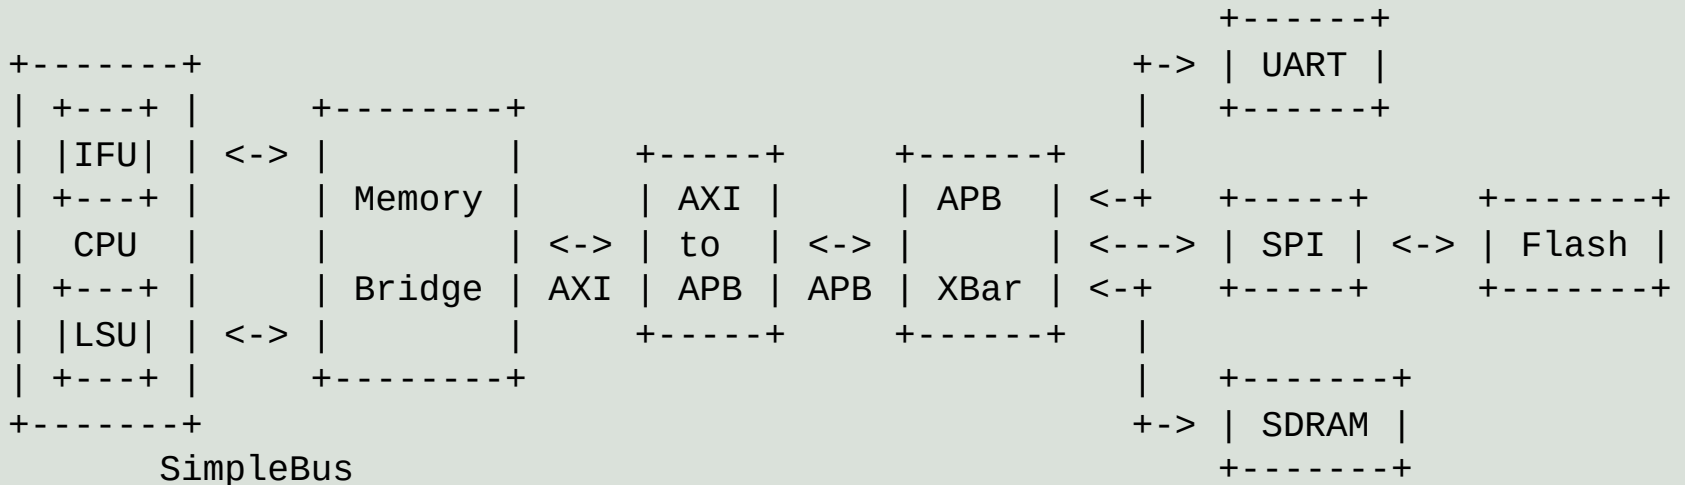 +------+
+-------+                                            +-> | UART |
| +---+ |     +--------+                             |   +------+
| |IFU| | <-> |        |     +-----+     +------+   |
| +---+ |     | Memory |     | AXI |     | APB  | <-+   +-----+     +-------+
|  CPU  |     |        | <-> | to  | <-> |      | <---> | SPI | <-> | Flash |
| +---+ |     | Bridge | AXI | APB | APB | XBar | <-+   +-----+     +-------+
| |LSU| | <-> |        |     +-----+     +------+   |
| +---+ |     +--------+                             |   +-------+
+-------+                                            +-> | SDRAM |
       SimpleBus                                         +-------+